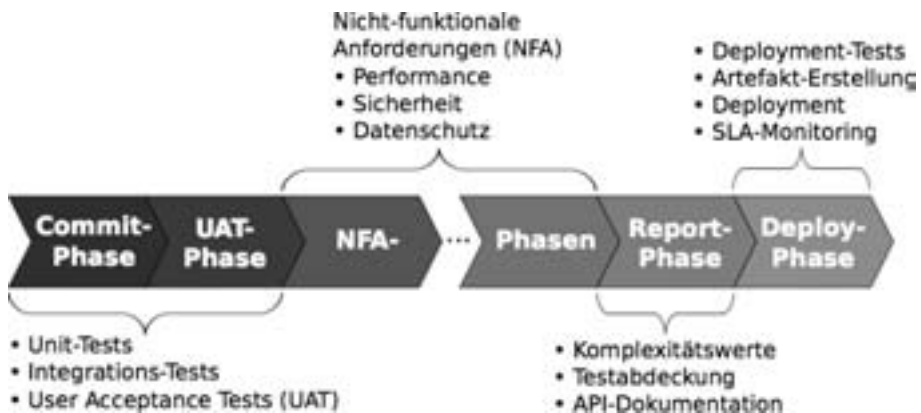 Nicht-funktionale
Anforderungen (NFA)
• Performance
• Sicherheit
• Datenschutz
• Deployment-Tests
• Artefakt-Erstellung
• Deployment
• SLA-Monitoring
Commit-
Phase
UAT-
Phase
NFA-
...
Phasen
Report-
Phase
Deploy-
Phase
• Unit-Tests
• Integrations-Tests
• User Acceptance Tests (UAT)
• Komplexitätswerte
• Testabdeckung
• API-Dokumentation